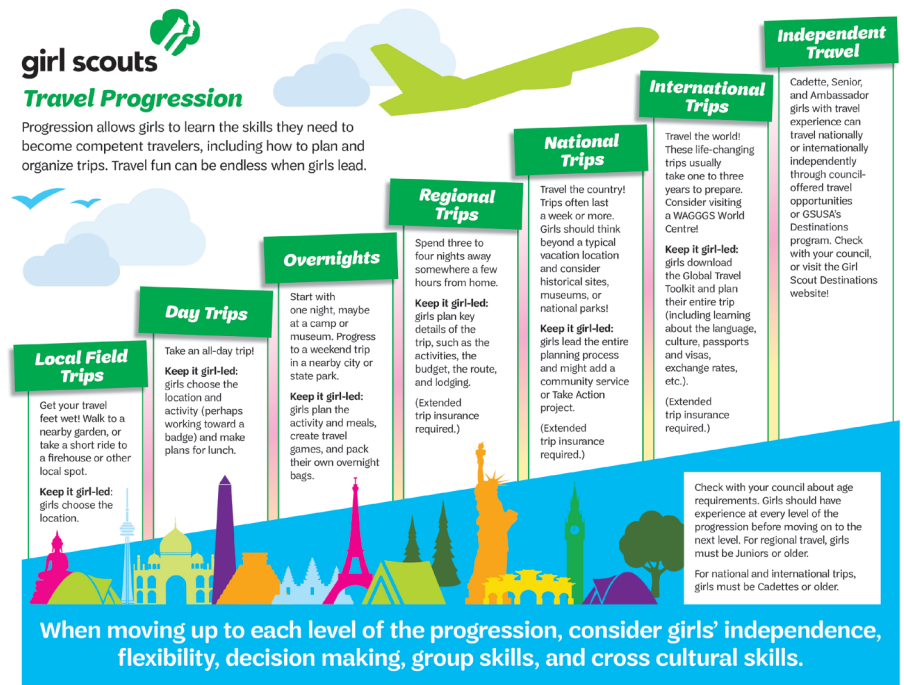 girl scouts
Travel Progression
Progression allows girls to learn the skills they need to
become competent travelers, including how to plan and
organize trips. Travel fun can be endless when girls lead.
Local Field
Trips
Get your travel
feet wet! Walk to a
nearby garden, or
take a short ride to
a firehouse or other
local spot.
Keep it girl-led:
girls choose the
location.
Day Trips
Take an all-day trip!
Keep it girl-led:
girls choose the
location and
activity (perhaps
working toward a
badge) and make
plans for lunch.
Overnights
Start with
one night, maybe
at a camp or
museum. Progress
to a weekend trip
in a nearby city or
state park.
Keep it girl-led:
girls plan the
activity and meals,
create travel
games, and pack
their own overnight
bags.
Regional
Trips
Spend three to
four nights away
somewhere a few
hours from home.
Keep it girl-led:
girls plan key
details of the
trip, such as the
activities, the
budget, the route,
and lodging.
(Extended
trip insurance
required.)
National
Trips
Travel the country!
Trips often last
a week or more.
Girls should think
beyond a typical
vacation location
and consider
historical sites,
museums, or
national parks!
Keep it girl-led:
girls lead the entire
planning process
and might add a
community service
or Take Action
project.
(Extended
trip insurance
required.)
International
Trips
Travel the world!
These life-changing
trips usually
take one to three
years to prepare.
Consider visiting
a WAGGGS World
Centre!
Keep it girl-led:
girls download
the Global Travel
Toolkit and plan
their entire trip
(including learning
about the language,
culture, passports
and visas,
exchange rates,
etc.).
(Extended
trip insurance
required.)
Independent
Travel
Cadette, Senior,
and Ambassador
girls with travel
experience can
travel nationally
or internationally
independently
through council-
offered travel
opportunities
or GSUSA's
Destinations
program. Check
with your council,
or visit the Girl
Scout Destinations
website!
Check with your council about age
requirements. Girls should have
experience at every level of the
progression before moving on to the
next level. For regional travel, girls
must be Juniors or older.
For national and international trips,
girls must be Cadettes or older.
When moving up to each level of the progression, consider girls' independence,
flexibility, decision making, group skills, and cross cultural skills.